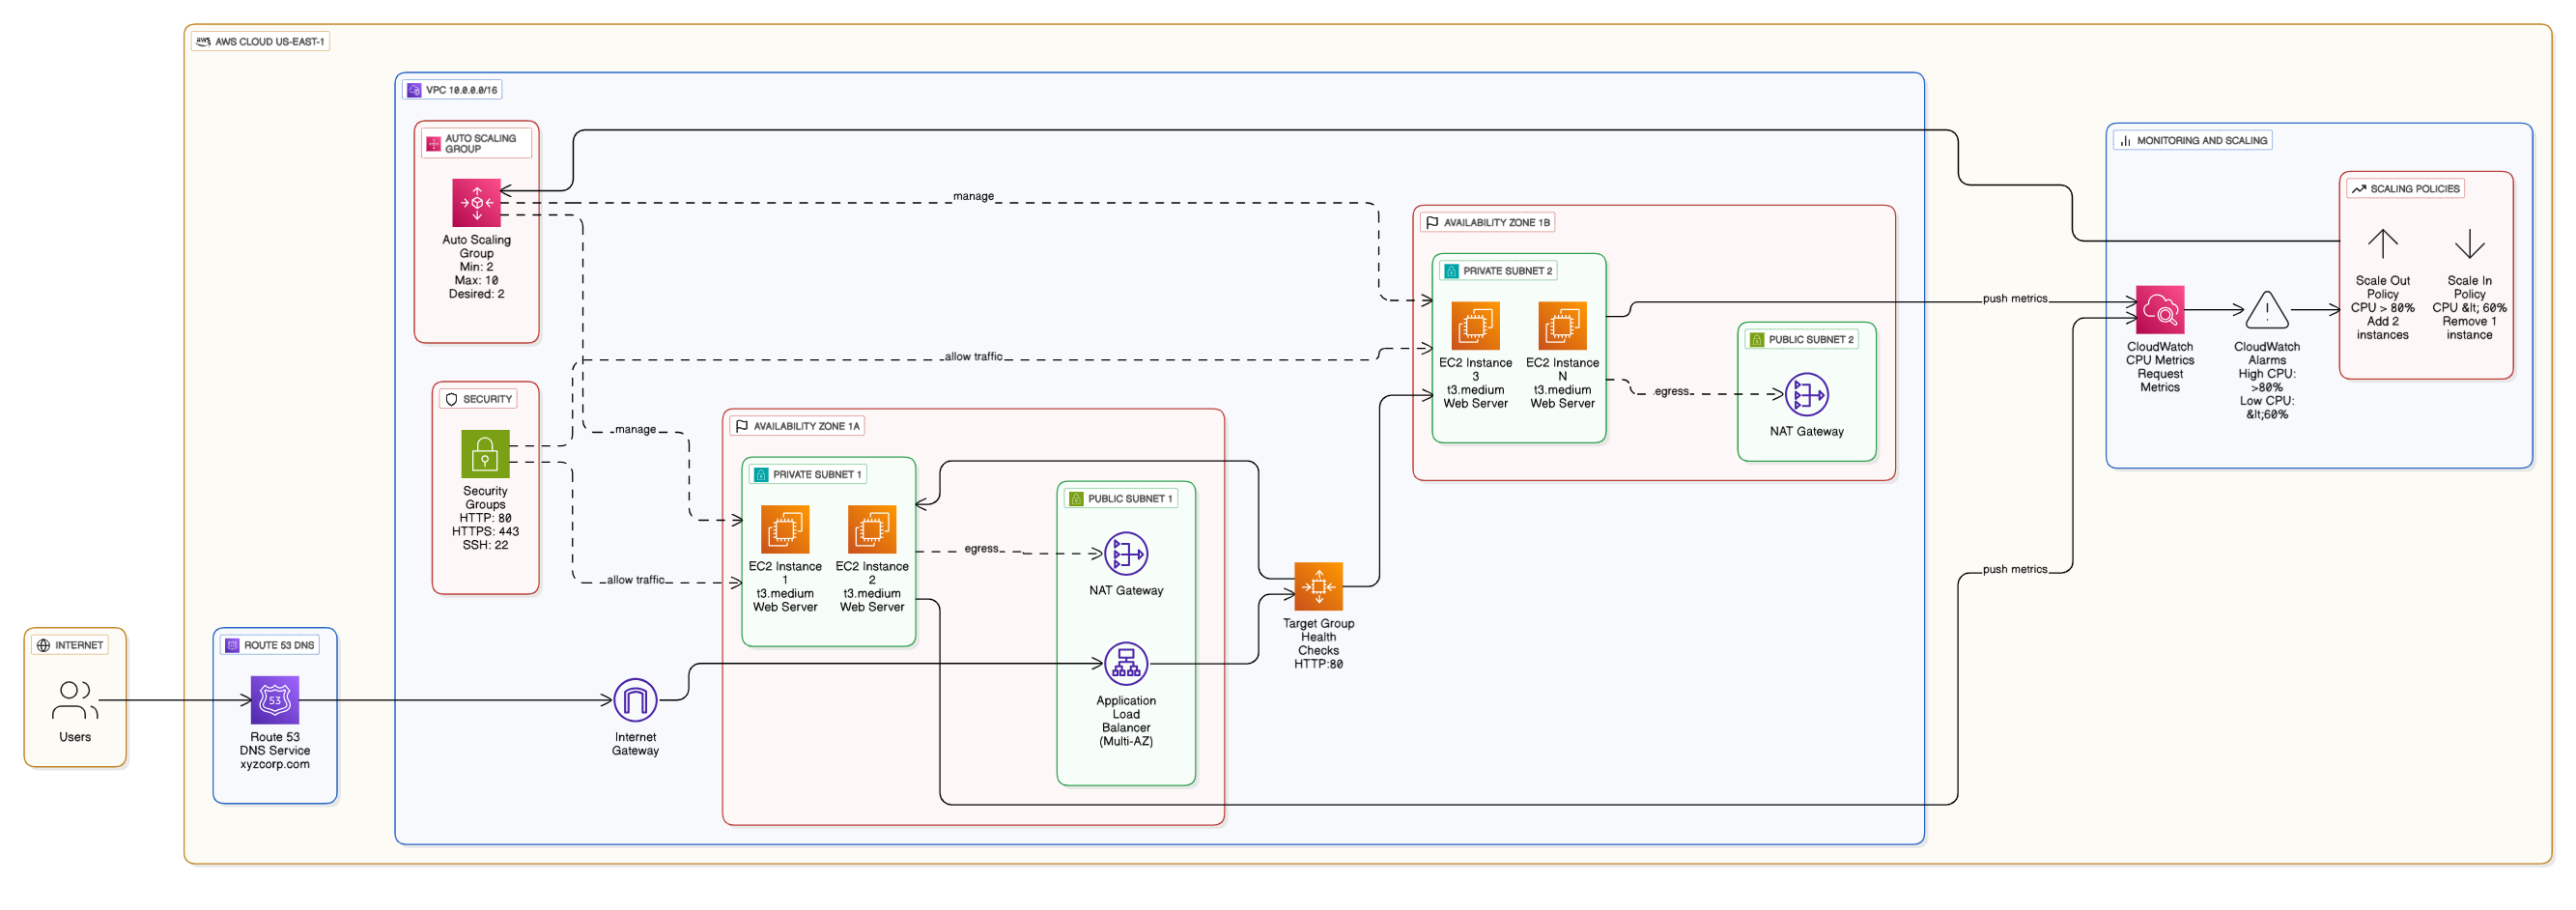 aws AWS CLOUD US-EAST-1
VPC 10.0.0.0/16
AUTO SCALING
GROUP
Auto Scaling
Group
Min: 2
Max: 10
Desired: 2
manage
manage
allow traffic
allow traffic
SECURITY
Security
Groups
HTTP: 80
HTTPS: 443
SSH: 22
INTERNET
Users
ROUTE 53 DNS
53
Route 53
DNS Service
xyzcorp.com
Internet
Gateway
AVAILABILITY ZONE 1A
PRIVATE SUBNET 1
EC2 Instance
1
t3.medium
Web Server
EC2 Instance
2
t3.medium
Web Server
egress
PUBLIC SUBNET 1
NAT Gateway
Application
Load
Balancer
(Multi-AZ)
Target Group
Health
Checks
HTTP:80
AVAILABILITY ZONE 1B
PRIVATE SUBNET 2
EC2 Instance
3
t3.medium
Web Server
EC2 Instance
N
t3.medium
Web Server
egress
PUBLIC SUBNET 2
NAT Gateway
push metrics
push metrics
MONITORING AND SCALING
CloudWatch
CPU Metrics
Request
Metrics
CloudWatch
Alarms
High CPU:
>80%
Low CPU:
&lt;60%
SCALING POLICIES
Scale Out
Policy
CPU > 80%
Add 2
instances
Scale In
Policy
CPU &lt; 60%
Remove 1
instance